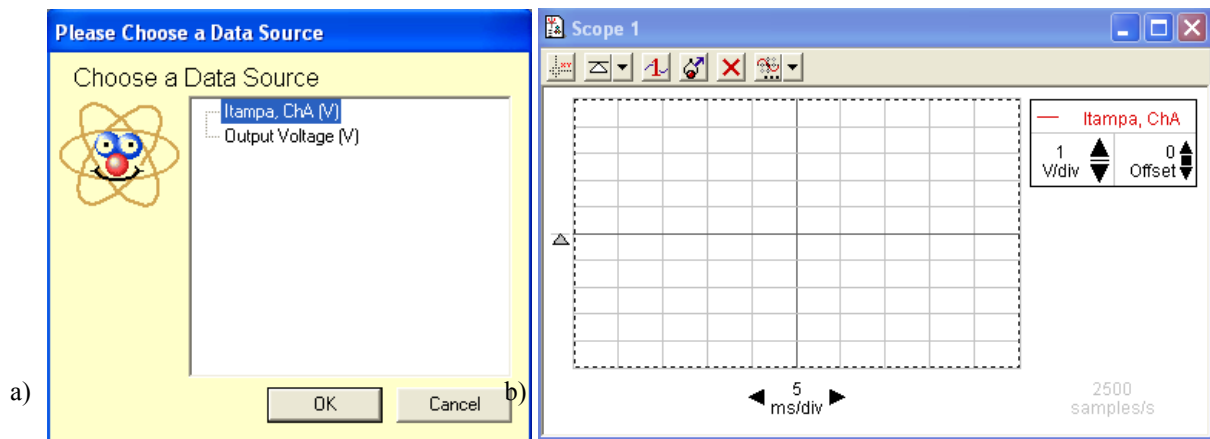 Please Choose a Data Source
Choose a Data Source
Itampa, ChA (V)
Output Voltage (V)
OK
Cancel
a)
b)
Scope 1
XY
Itampa, ChA
1
V/div
0
Offset
5
ms/div
2500
samples/s